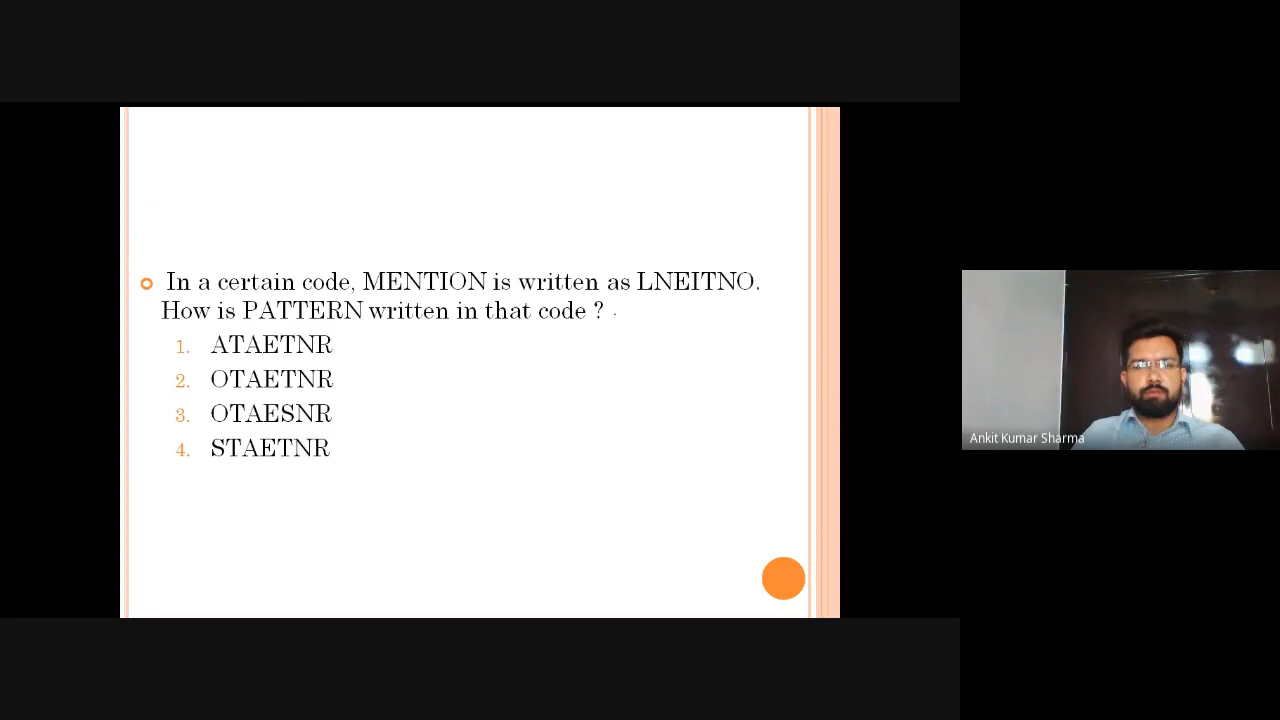 In a certain code, MENTION is written as LNEITNO.
How is PATTERN written in that code ?
1. ATAETNR
2. OTAETNR
3. OTAESNR
4. STAETNR
Ankit Kumar Sharma